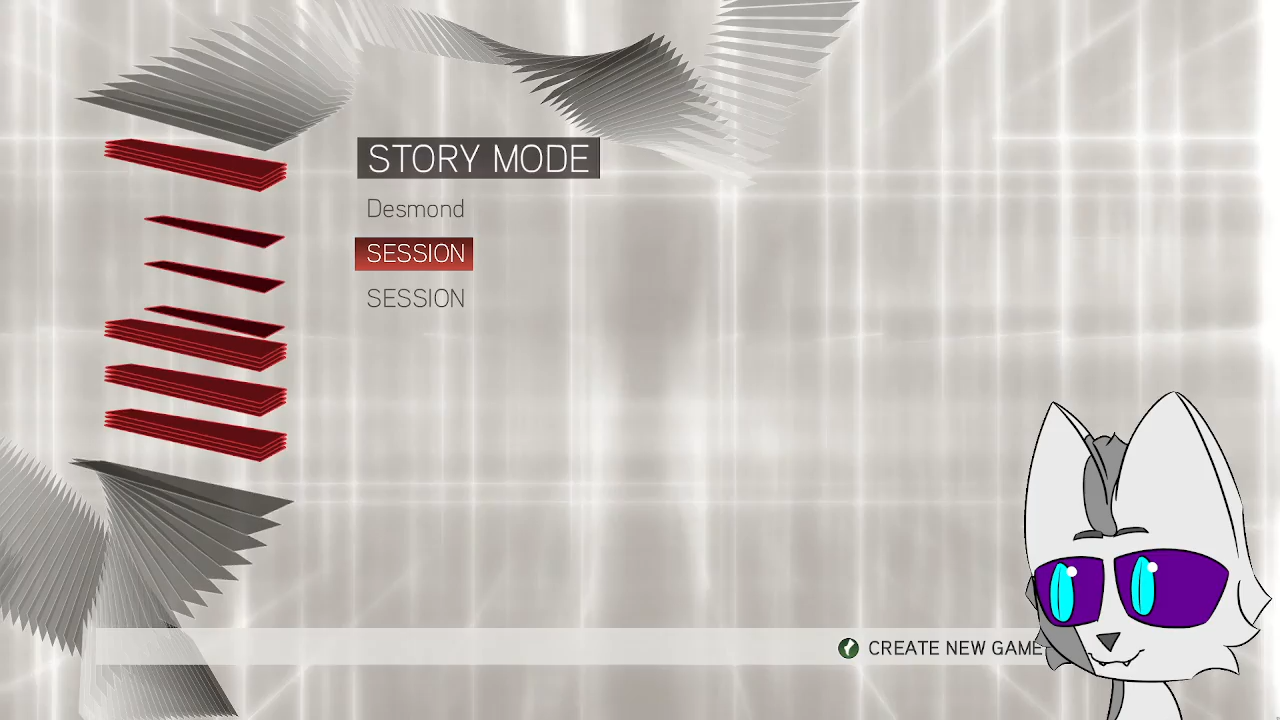 STORY MODE
Desmond
SESSION
SESSION
CREATE NEW GAME